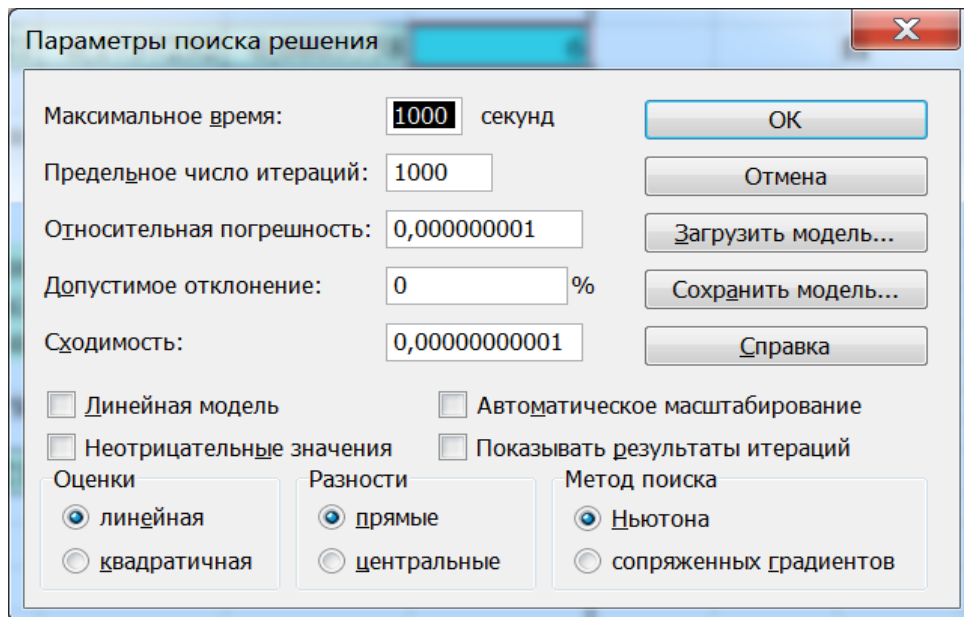 Параметры поиска решения
Максимальное время: 1000 секунд
Предельное число итераций: 1000
Относительная погрешность: 0,000000001
Допустимое отклонение: 0 %
Сходимость: 0,00000000001
OK
Отмена
Загрузить модель...
Сохранить модель...
Справка
Линейная модель
Автоматическое масштабирование
Неотрицательные значения
Показывать результаты итераций
Оценки
линейная
квадратичная
Разности
прямые
центральные
Метод поиска
Ньютона
сопряженных градиентов